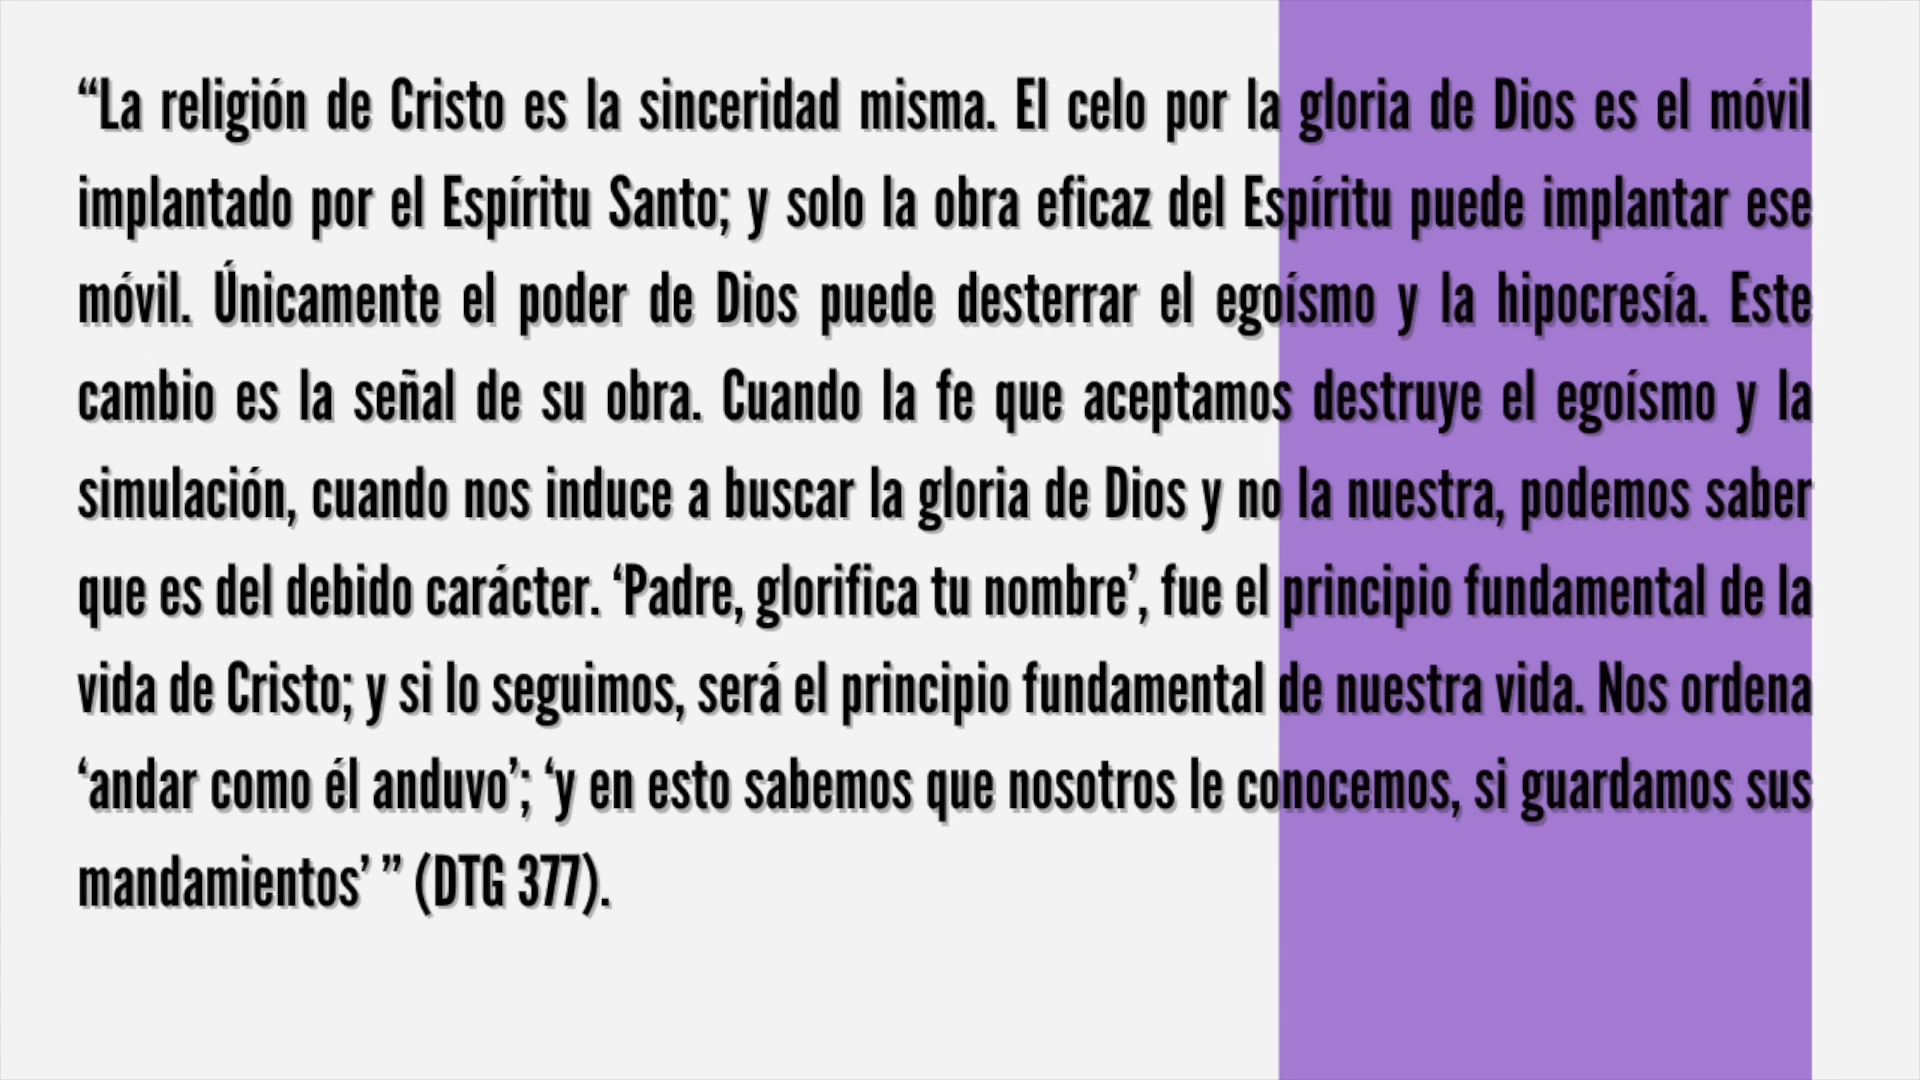 “La religión de Cristo es la sinceridad misma. El celo por la gloria de Dios es el móvil
implantado por el Espíritu Santo; y solo la obra eficaz del Espíritu puede implantar ese
móvil. Únicamente el poder de Dios puede desterrar el egoísmo y la hipocresía. Este
cambio es la señal de su obra. Cuando la fe que aceptamos destruye el egoísmo y la
simulación, cuando nos induce a buscar la gloria de Dios y no la nuestra, podemos saber
que es del debido carácter. ‘Padre, glorifica tu nombre’, fue el principio fundamental de la
vida de Cristo; y si lo seguimos, será el principio fundamental de nuestra vida. Nos ordena
‘andar como él anduvo’; ‘y en esto sabemos que nosotros le conocemos, si guardamos sus
mandamientos’ ” (DTG 377).